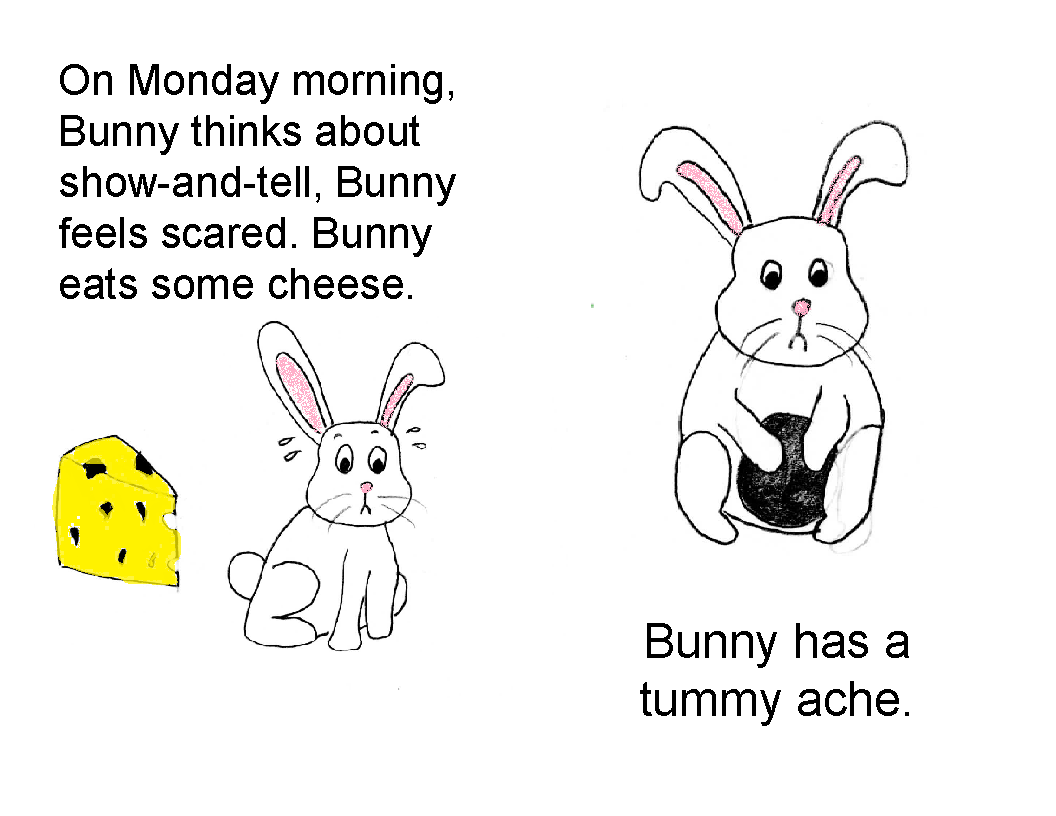 On Monday morning,
Bunny thinks about
show-and-tell, Bunny
feels scared. Bunny
eats some cheese.
Bunny has a
tummy ache.